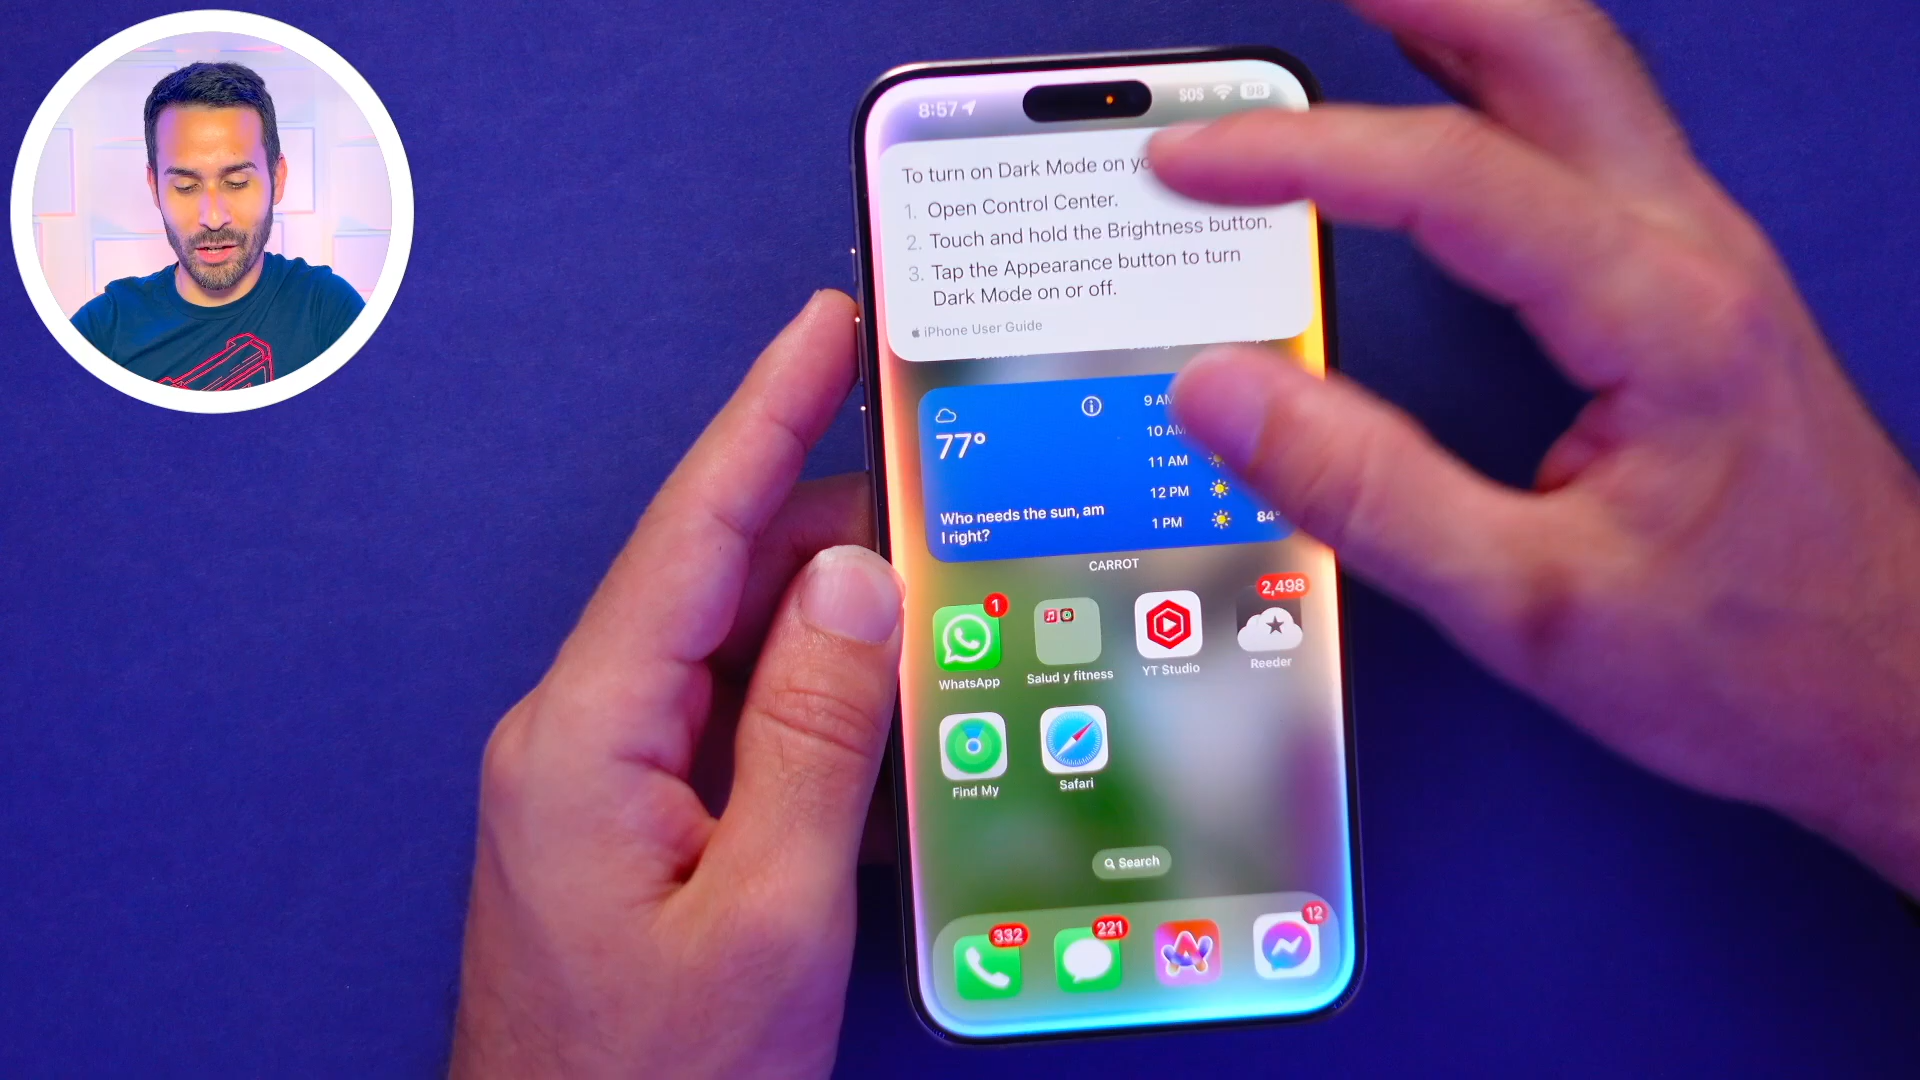 8:57
SOS
98
To turn on Dark Mode on
1. Open Control Center.
2. Touch and hold the Brightness button.
3. Tap the Appearance button to turn
Dark Mode on or off.
iPhone User Guide
77°
9 AM
10 AM
11 AM
12 PM
1 PM
84°
Who needs the sun, am
I right?
CARROT
1
2,498
WhatsApp
Salud y fitness
YT Studio
Reeder
Find My
Safari
Search
332
221
12